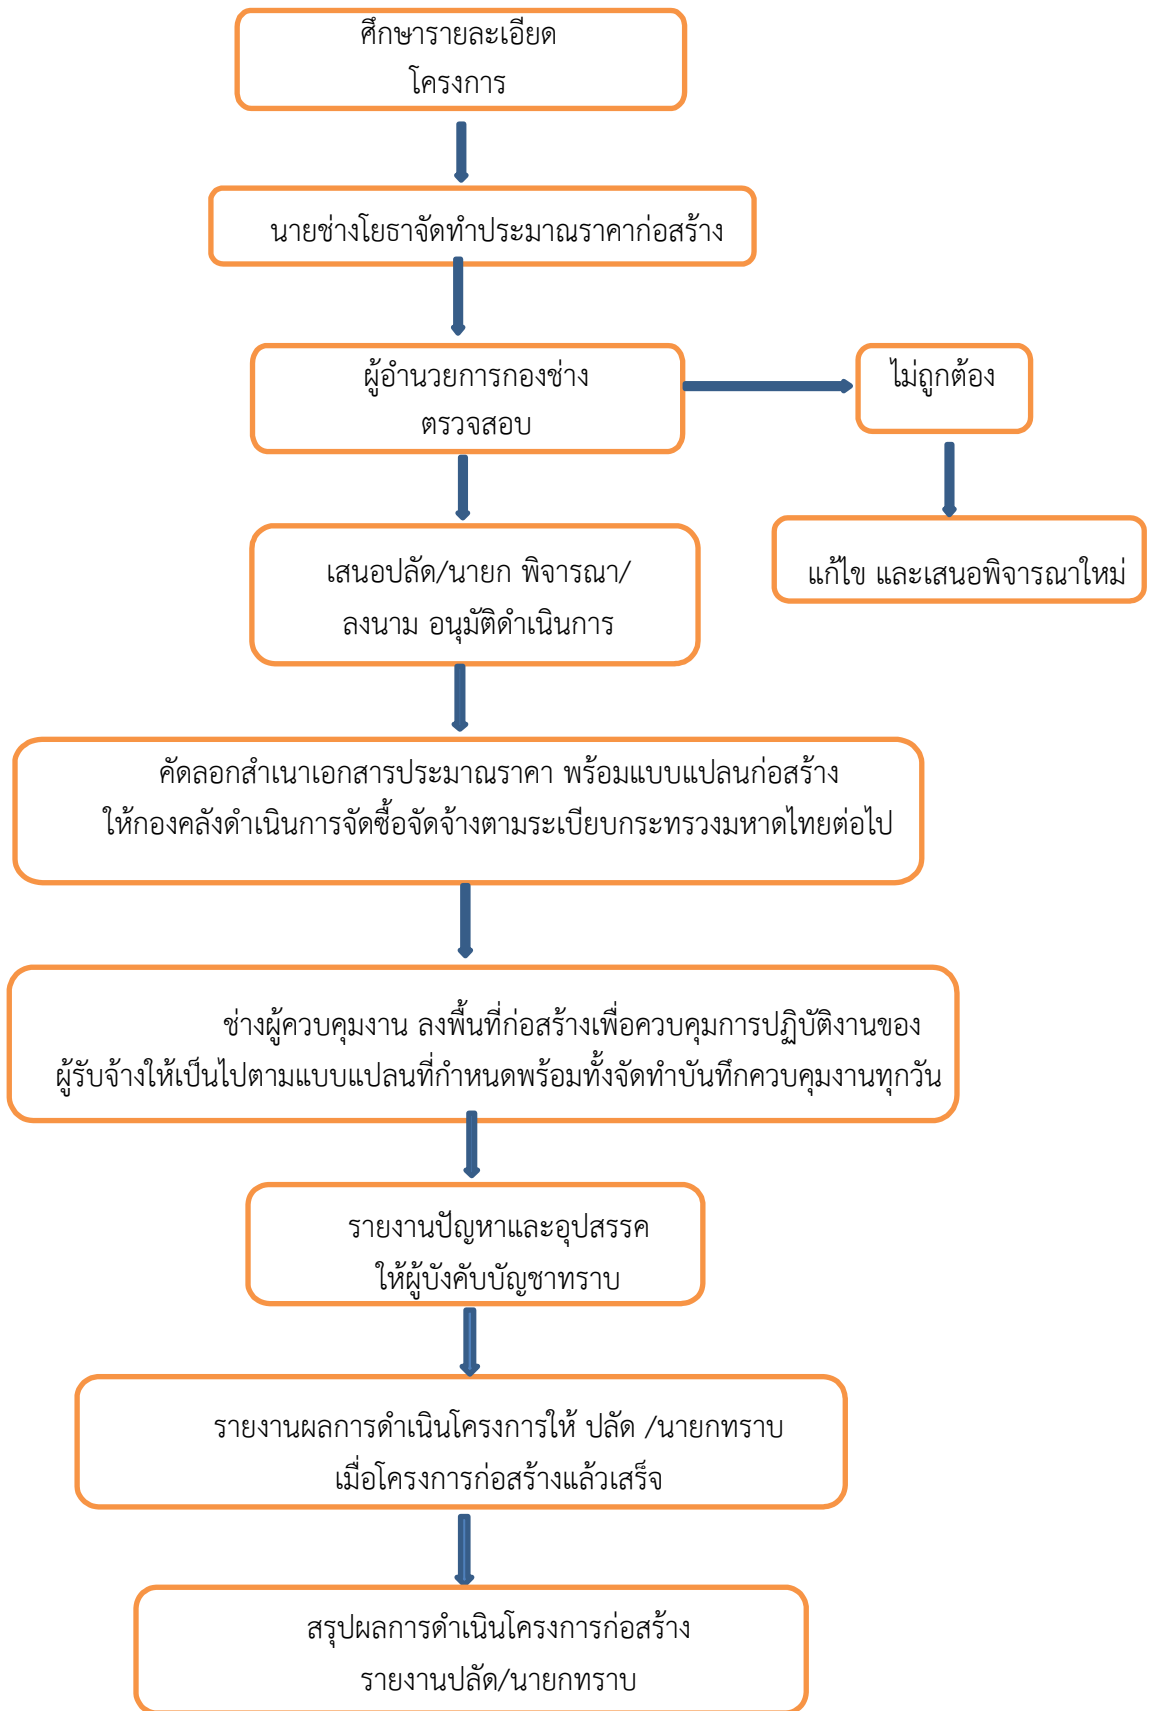 ศึกษารายละเอียด
โครงการ
นายช่างโยธาจัดทำประมาณราคาก่อสร้าง
ผู้อำนวยการกองช่าง
ตรวจสอบ
ไม่ถูกต้อง
แก้ไข และเสนอพิจารณาใหม่
เสนอปลัด/นายก พิจารณา/
ลงนาม อนุมัติดำเนินการ
คัดลอกสำเนาเอกสารประมาณราคา พร้อมแบบแปลนก่อสร้าง
ให้กองคลังดำเนินการจัดซื้อจัดจ้างตามระเบียบกระทรวงมหาดไทยต่อไป
ช่างผู้ควบคุมงาน ลงพื้นที่ก่อสร้างเพื่อควบคุมการปฏิบัติงานของ
ผู้รับจ้างให้เป็นไปตามแบบแปลนที่กำหนดพร้อมทั้งจัดทำบันทึกควบคุมงานทุกวัน
รายงานปัญหาและอุปสรรค
ให้ผู้บังคับบัญชาทราบ
รายงานผลการดำเนินโครงการให้ ปลัด /นายกทราบ
เมื่อโครงการก่อสร้างแล้วเสร็จ
สรุปผลการดำเนินโครงการก่อสร้าง
รายงานปลัด/นายกทราบ